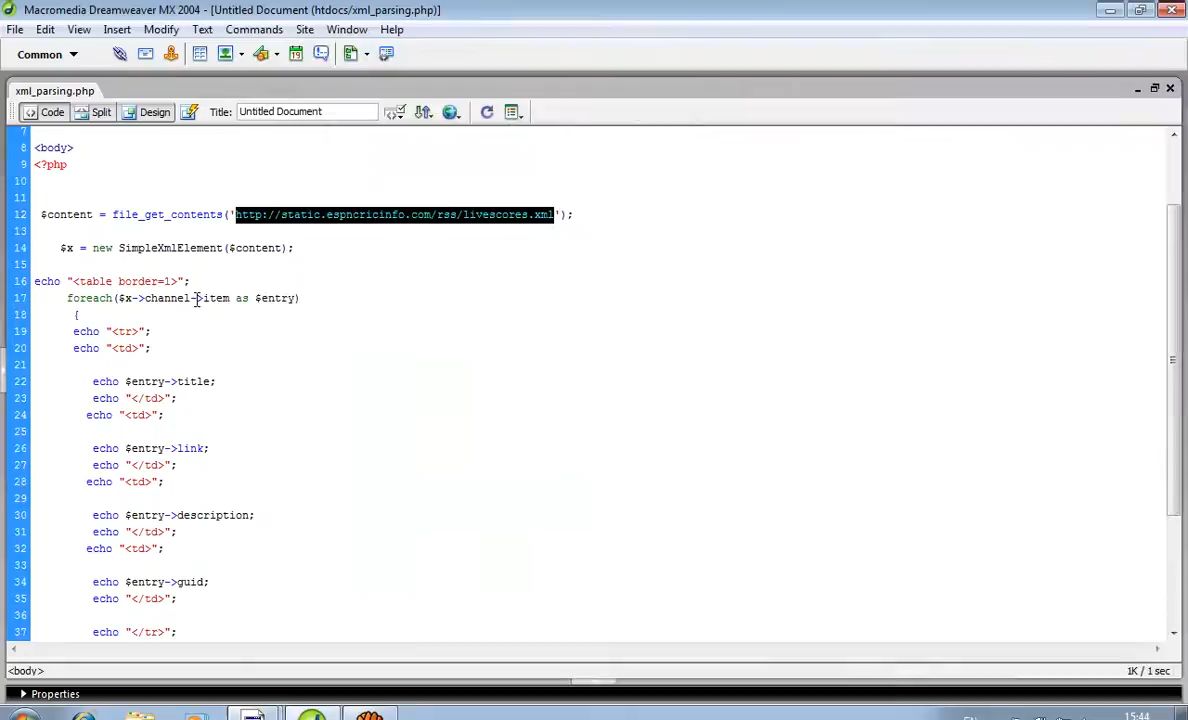 Macromedia Dreamweaver MX 2004 - [Untitled Document (htdocs/xml_parsing.php)]
File Edit View Insert Modify Text Commands Site Window Help
Common
xml_parsing.php
Code Split Design Title: Untitled Document
7
8 <body>
9 <?php
10
11
12 $content = file_get_contents('http://static.espncricinfo.com/rss/livescores.xml');
13
14 $x = new SimpleXmlElement($content);
15
16 echo "<table border=1>";
17 foreach($x->channel->item as $entry)
18 {
19 echo "<tr>";
20 echo "<td>";
21
22 echo $entry->title;
23 echo "</td>";
24 echo "<td>";
25
26 echo $entry->link;
27 echo "</td>";
28 echo "<td>";
29
30 echo $entry->description;
31 echo "</td>";
32 echo "<td>";
33
34 echo $entry->guid;
35 echo "</td>";
36
37 echo "</tr>";
<body> 1K / 1 sec
Properties
15:44